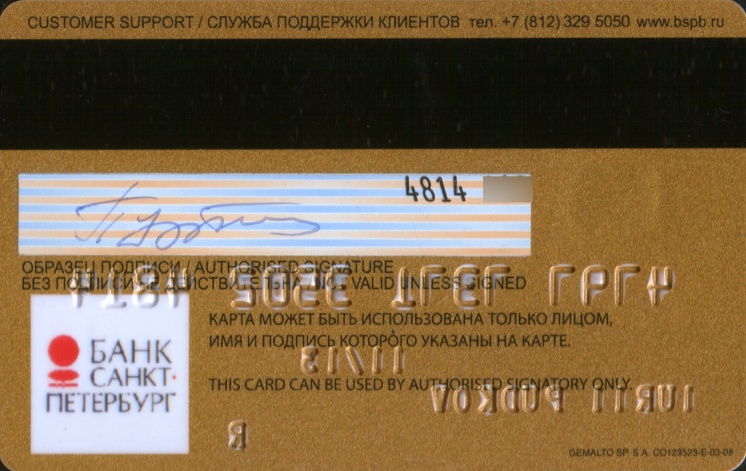 CUSTOMER SUPPORT / СЛУЖБА ПОДДЕРЖКИ КЛИЕНТОВ тел. +7 (812) 329 5050 www.bspb.ru
4814
ОБРАЗЕЦ ПОДПИСИ / AUTHORISED SIGNATURE
БЕЗ ПОДПИСИ НЕ ДЕЙСТВИТЕЛЬНА / NOT VALID UNLESS SIGNED
КАРТА МОЖЕТ БЫТЬ ИСПОЛЬЗОВАНА ТОЛЬКО ЛИЦОМ,
ИМЯ И ПОДПИСЬ КОТОРОГО УКАЗАНЫ НА КАРТЕ.
THIS CARD CAN BE USED BY AUTHORISED SIGNATORY ONLY.
БАНК
САНКТ-
ПЕТЕРБУРГ
GEMALTO SP. S.A. CO123523-E-03-09